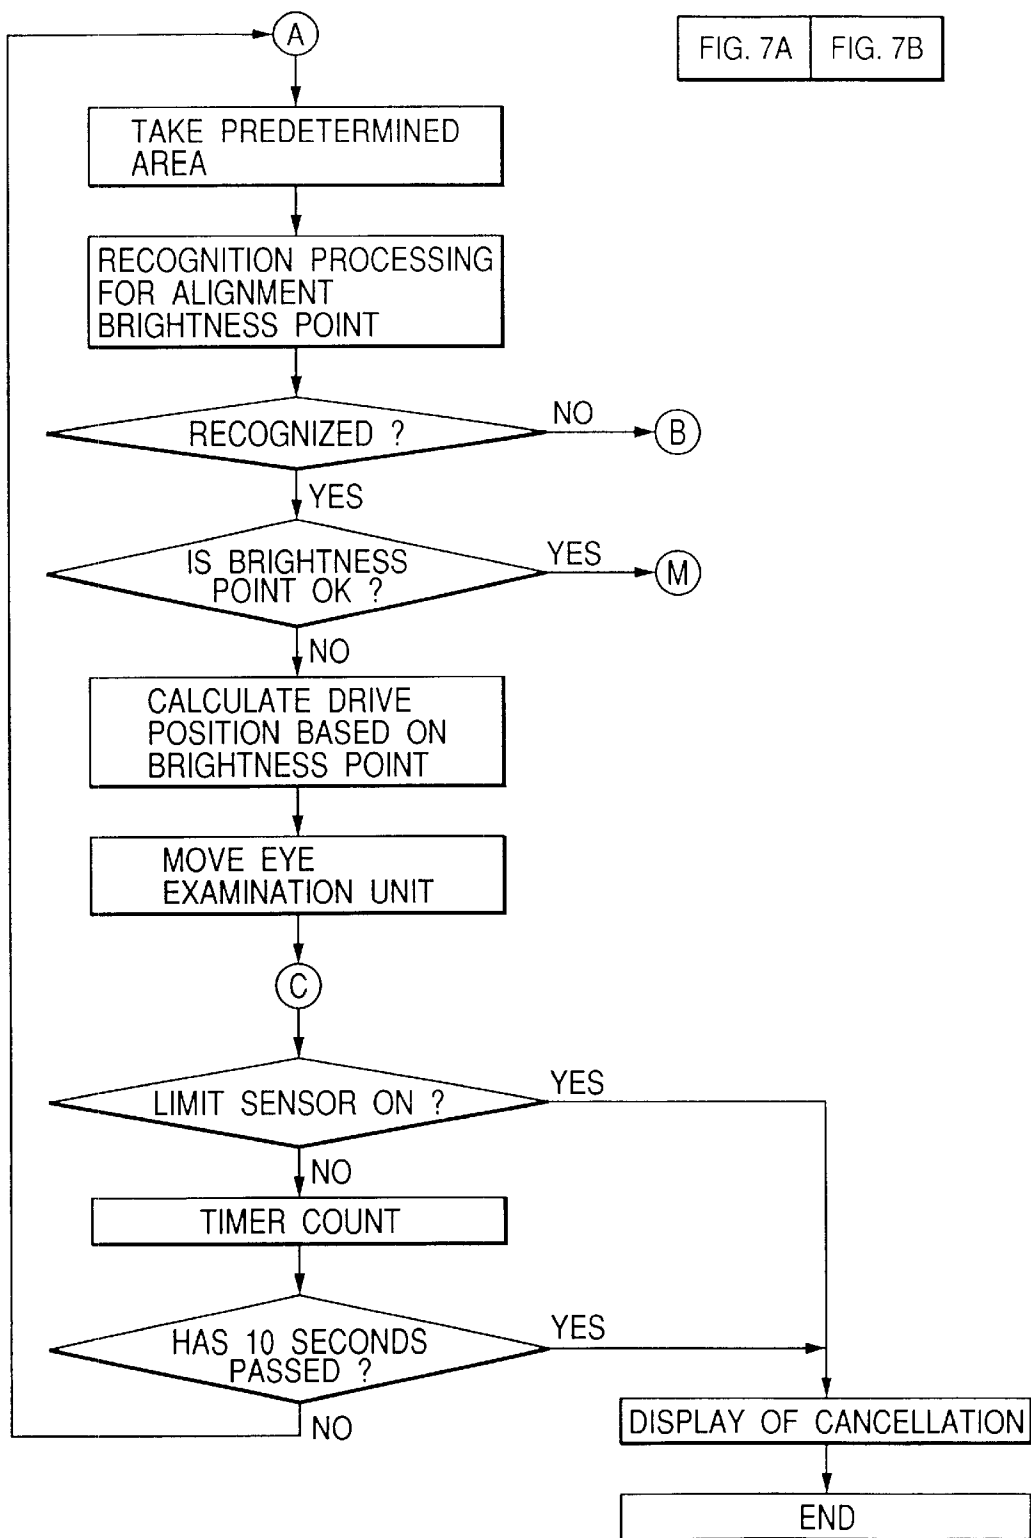 A
FIG. 7A FIG. 7B
TAKE PREDETERMINED
AREA
RECOGNITION PROCESSING
FOR ALIGNMENT
BRIGHTNESS POINT
RECOGNIZED ?
NO
B
YES
IS BRIGHTNESS
POINT OK ?
YES
M
NO
CALCULATE DRIVE
POSITION BASED ON
BRIGHTNESS POINT
MOVE EYE
EXAMINATION UNIT
C
LIMIT SENSOR ON ?
YES
NO
TIMER COUNT
HAS 10 SECONDS
PASSED ?
YES
NO
DISPLAY OF CANCELLATION
END